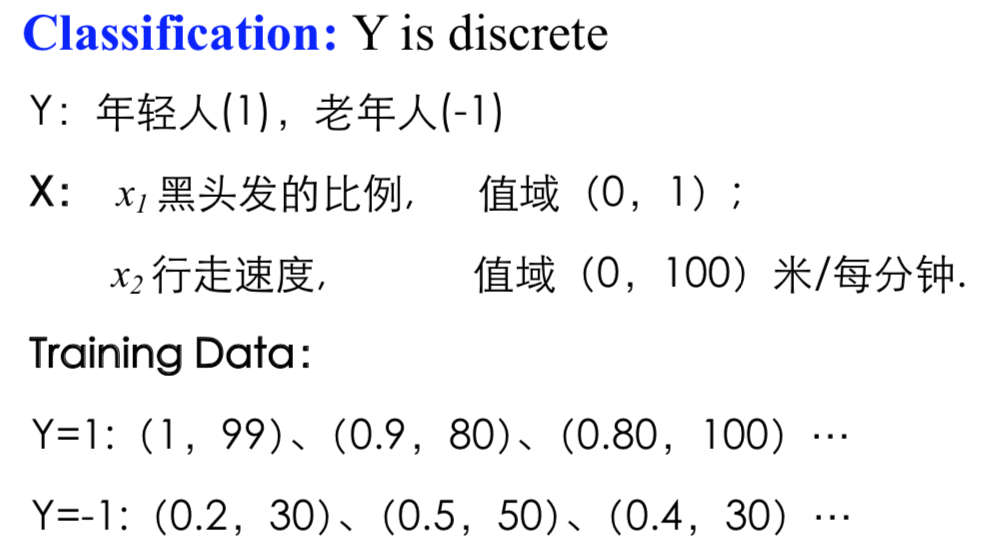 Classification: Y is discrete
Y：年轻人(1)，老年人(-1)
X： x1 黑头发的比例, 值域（0，1）;
x2 行走速度, 值域（0，100）米/每分钟.
Training Data:
Y=1:（1，99）、（0.9，80）、（0.80，100）…
Y=-1:（0.2，30）、（0.5，50）、（0.4，30）…